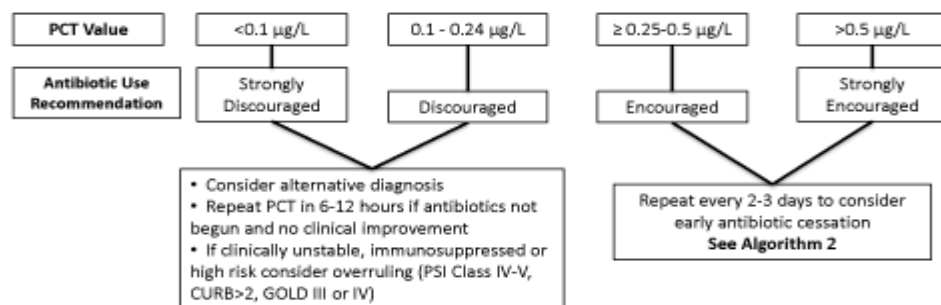 PCT Value
<0.1 µg/L
0.1 - 0.24 µg/L
≥ 0.25-0.5 µg/L
>0.5 µg/L
Antibiotic Use
Recommendation
Strongly
Discouraged
Discouraged
Encouraged
Strongly
Encouraged
• Consider alternative diagnosis
• Repeat PCT in 6-12 hours if antibiotics not
begun and no clinical improvement
• If clinically unstable, immunosuppressed or
high risk consider overruling (PSI Class IV-V,
CURB>2, GOLD III or IV)
Repeat every 2-3 days to consider
early antibiotic cessation
See Algorithm 2